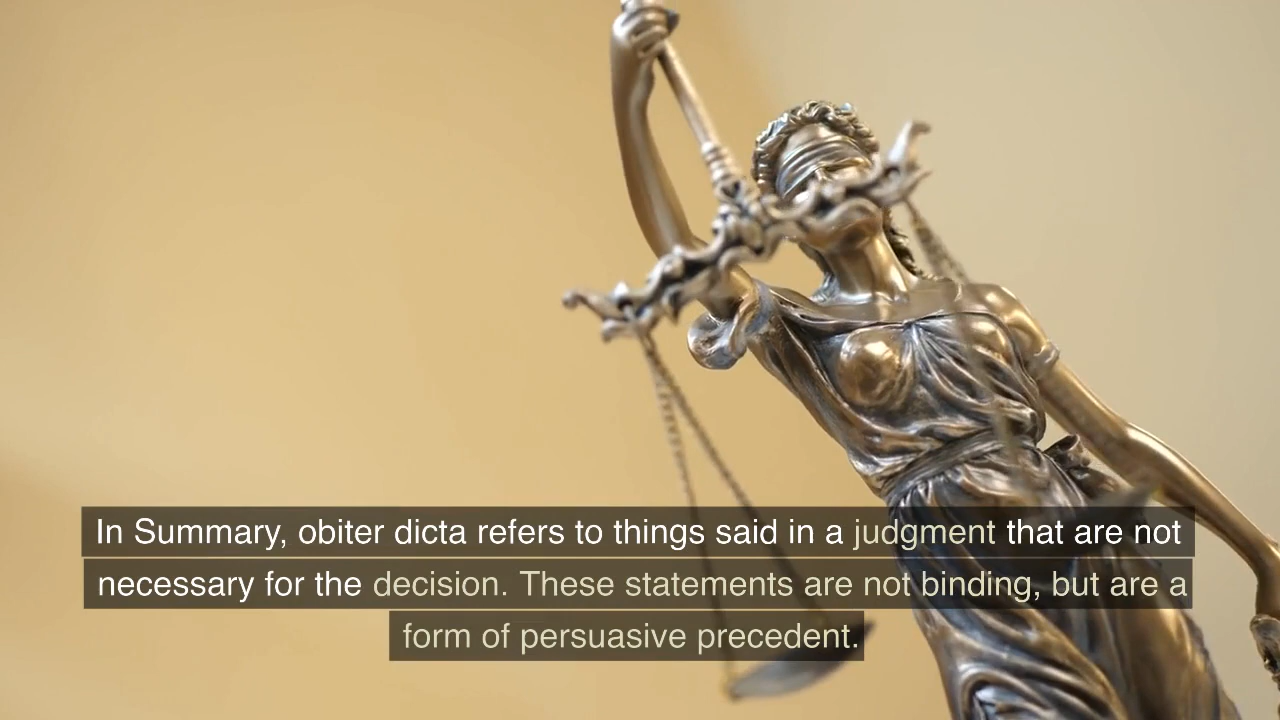 In Summary, obiter dicta refers to things said in a judgment that are not
necessary for the decision. These statements are not binding, but are a
form of persuasive precedent.